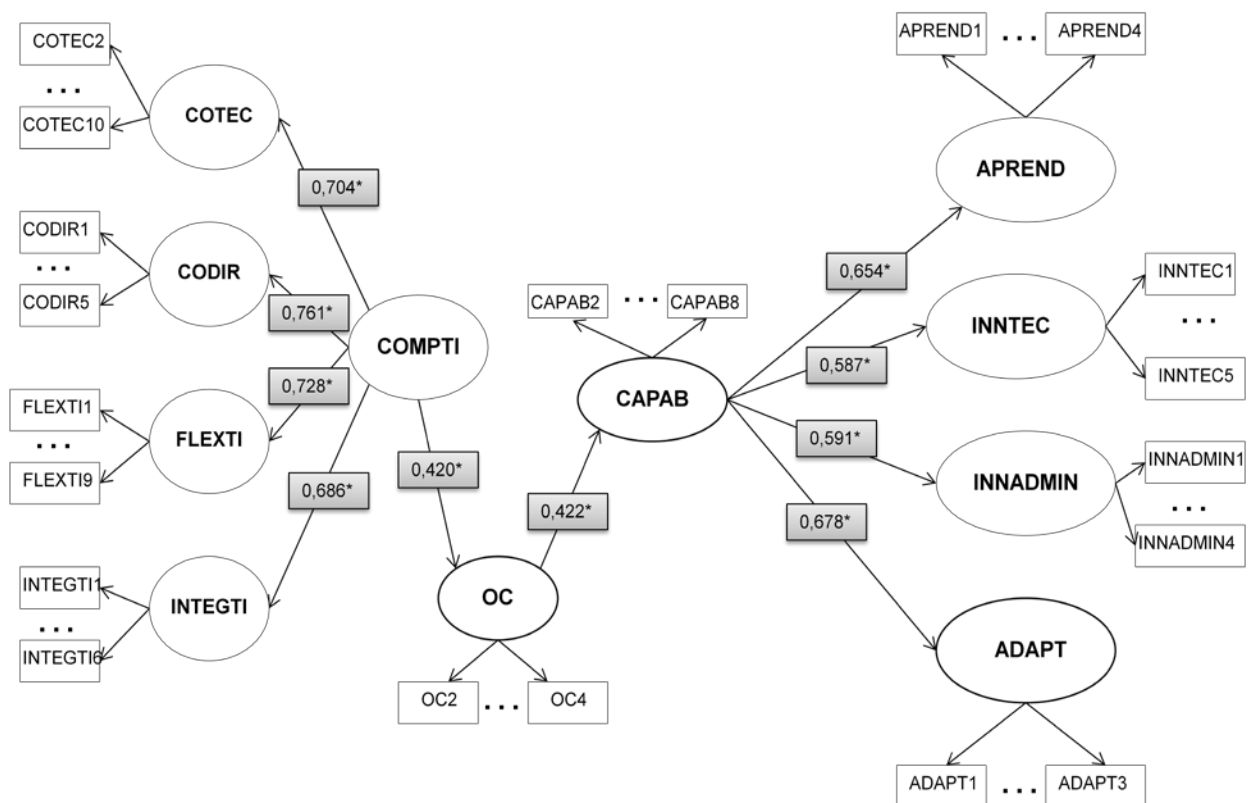 COTEC2
...
COTEC10
COTEC
0,704*
CODIR1
...
CODIR5
CODIR
0,761*
COMPTI
FLEXTI1
...
FLEXTI9
FLEXTI
0,728*
INTEGTI1
...
INTEGTI6
INTEGTI
0,686*
0,420*
OC
OC2 ... OC4
0,422*
CAPAB2 ... CAPAB8
CAPAB
APREND1 ... APREND4
APREND
0,654*
INNTEC1
...
INNTEC5
INNTEC
0,587*
INNADMIN1
...
INNADMIN4
INNADMIN
0,591*
0,678*
ADAPT
ADAPT1 ... ADAPT3